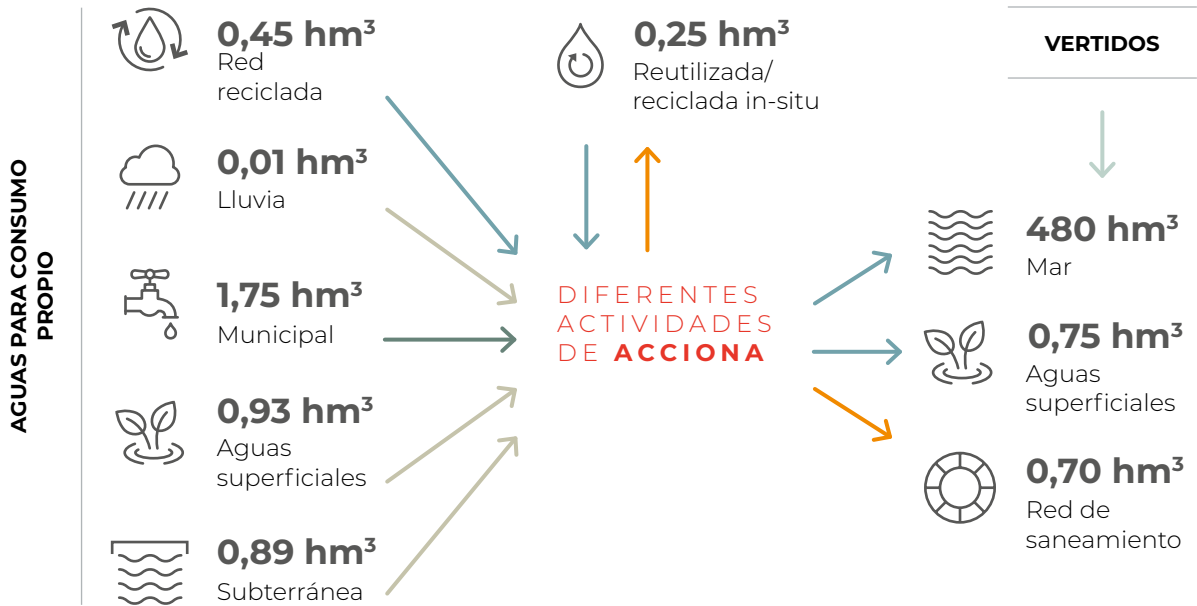 AGUAS PARA CONSUMO
PROPIO
0,45 hm³
Red
reciclada
0,01 hm³
Lluvia
1,75 hm³
Municipal
0,93 hm³
Aguas
superficiales
0,89 hm³
Subterránea
0,25 hm³
Reutilizada/
reciclada in-situ
DIFERENTES
ACTIVIDADES
DE ACCIONA
VERTIDOS
480 hm³
Mar
0,75 hm³
Aguas
superficiales
0,70 hm³
Red de
saneamiento